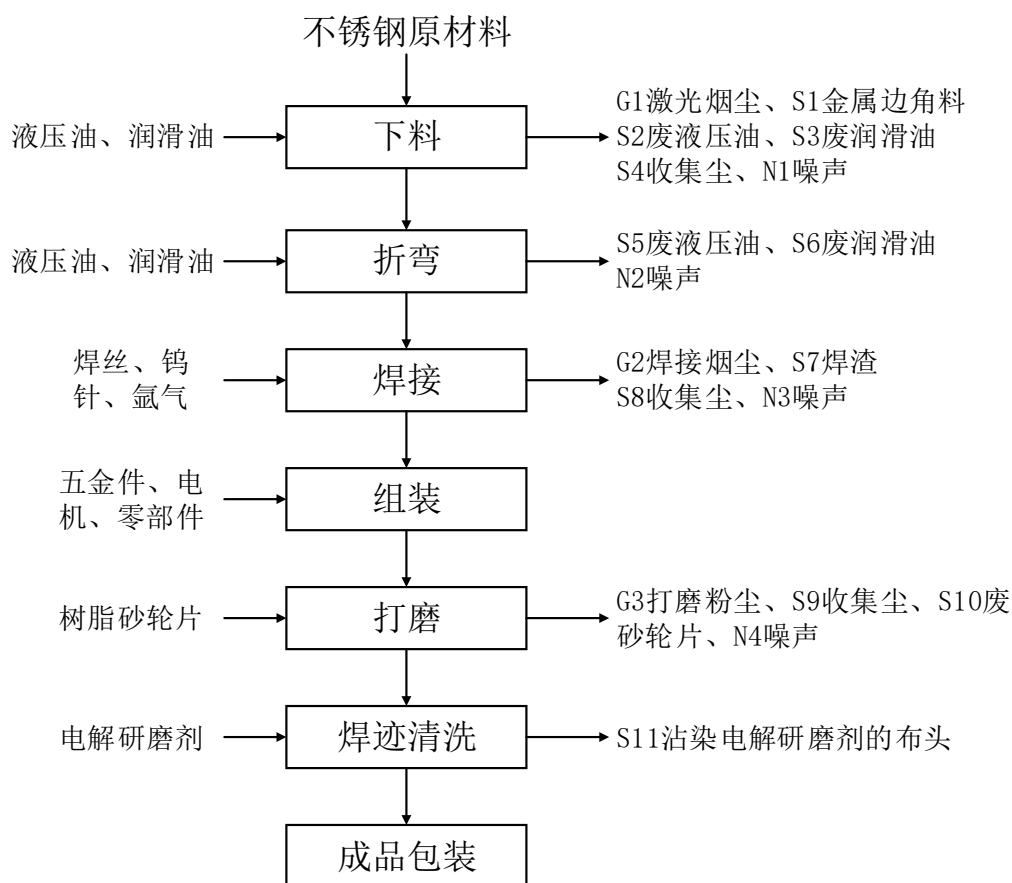 不锈钢原材料
液压油、润滑油
下料
G1激光烟尘、S1金属边角料
S2废液压油、S3废润滑油
S4收集尘、N1噪声
液压油、润滑油
折弯
S5废液压油、S6废润滑油
N2噪声
焊丝、钨
针、氩气
焊接
G2焊接烟尘、S7焊渣
S8收集尘、N3噪声
五金件、电
机、零部件
组装
树脂砂轮片
打磨
G3打磨粉尘、S9收集尘、S10废
砂轮片、N4噪声
电解研磨剂
焊迹清洗
S11沾染电解研磨剂的布头
成品包装